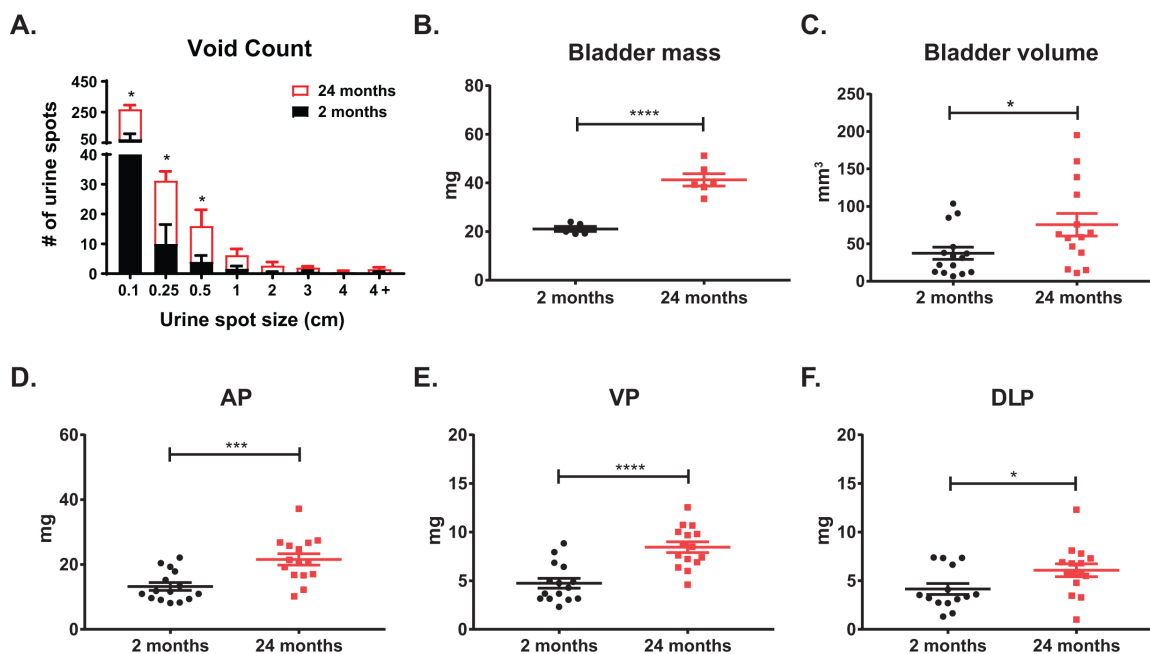 A.
Void Count
# of urine spots
450
250
50
40
30
20
10
0
* * *
24 months
2 months
0.1 0.25 0.5 1 2 3 4 4 +
Urine spot size (cm)
B.
Bladder mass
mg
80
60
40
20
0
****
2 months 24 months
C.
Bladder volume
mm³
250
200
150
100
50
0
*
2 months 24 months
D.
AP
mg
60
40
20
0
***
2 months 24 months
E.
VP
mg
20
15
10
5
0
****
2 months 24 months
F.
DLP
mg
20
15
10
5
0
*
2 months 24 months